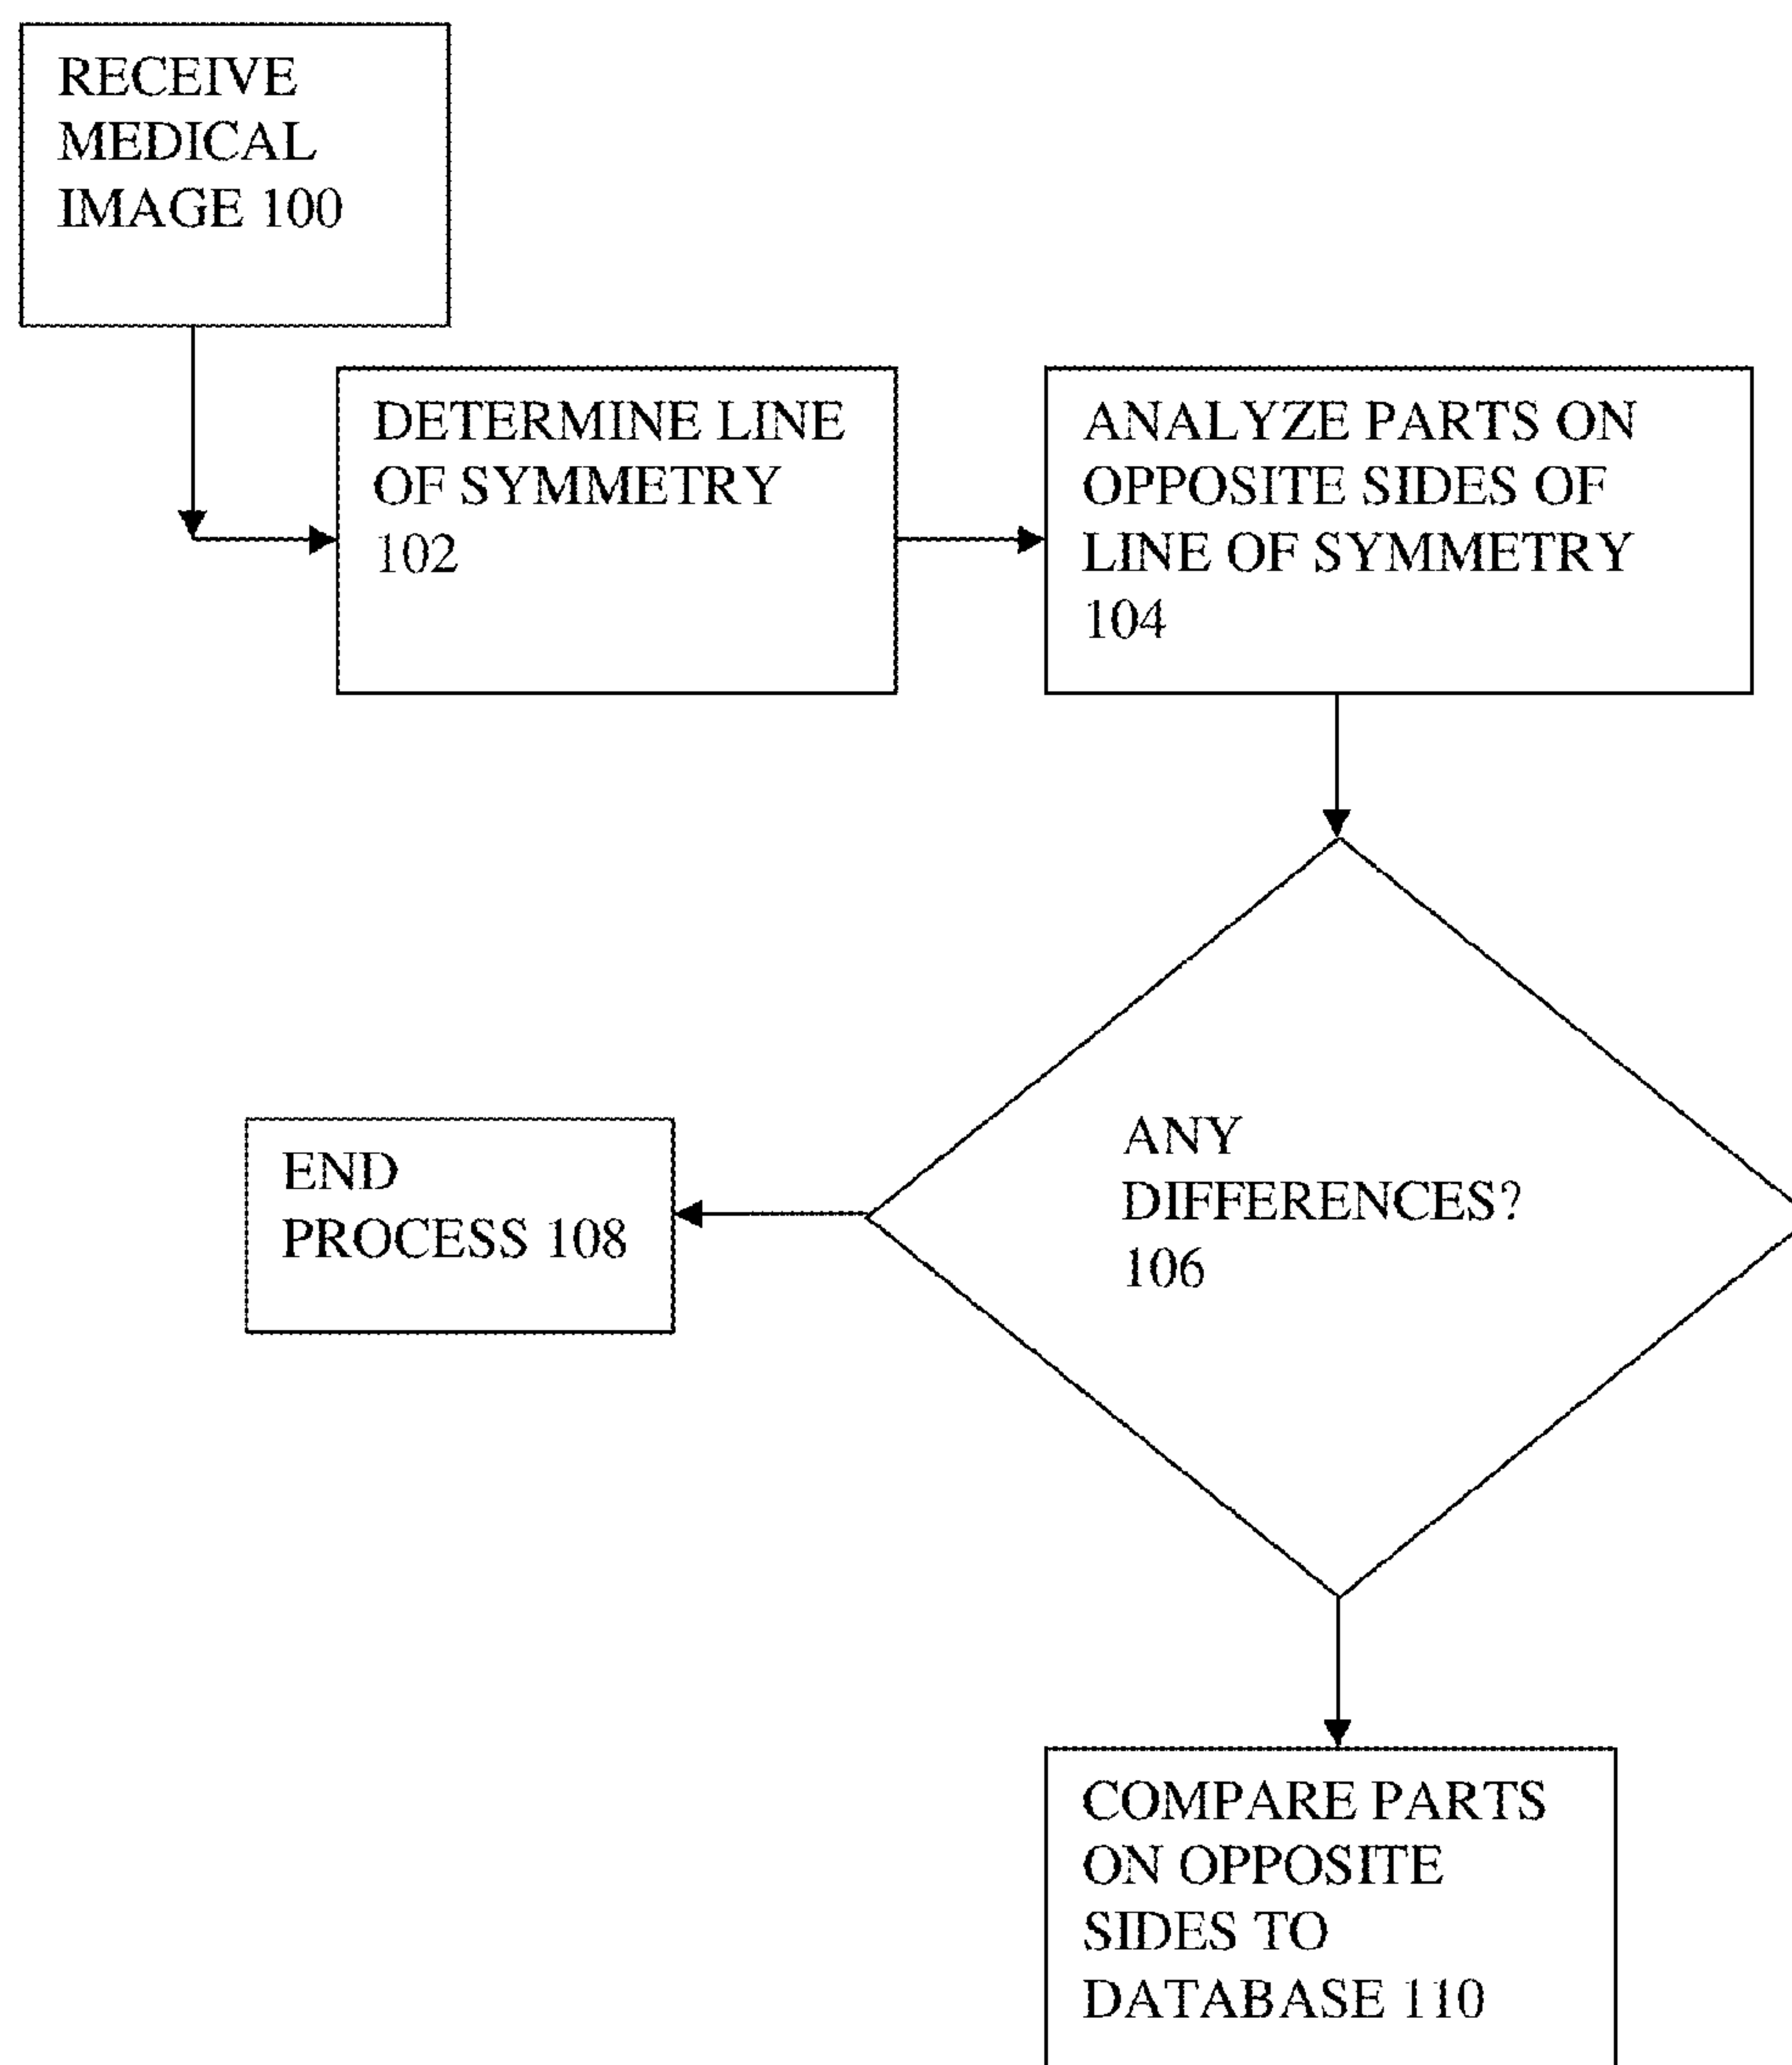 RECEIVE
MEDICAL
IMAGE 100
DETERMINE LINE
OF SYMMETRY
102
ANALYZE PARTS ON
OPPOSITE SIDES OF
LINE OF SYMMETRY
104
ANY
DIFFERENCES?
106
END
PROCESS 108
COMPARE PARTS
ON OPPOSITE
SIDES TO
DATABASE 110